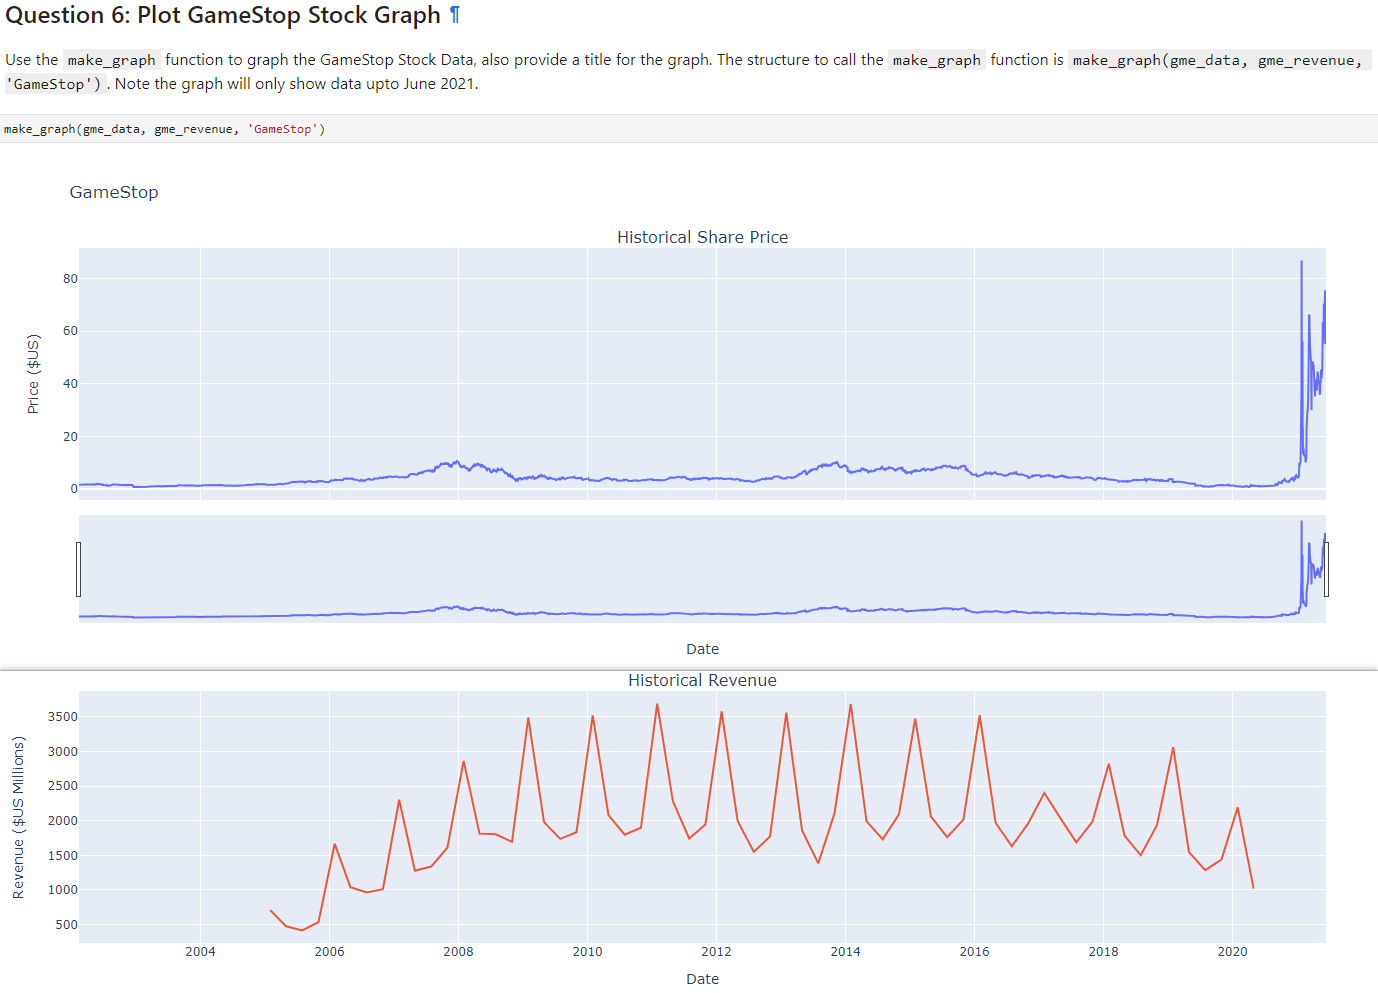 Question 6: Plot GameStop Stock Graph ¶
Use the make_graph function to graph the GameStop Stock Data, also provide a title for the graph. The structure to call the make_graph function is make_graph(gme_data, gme_revenue,
'GameStop') . Note the graph will only show data upto June 2021.
make_graph(gme_data, gme_revenue, 'GameStop')
GameStop
Historical Share Price
80
60
40
20
0
Price ($US)
Date
Historical Revenue
3500
3000
2500
2000
1500
1000
500
Revenue ($US Millions)
2004 2006 2008 2010 2012 2014 2016 2018 2020
Date